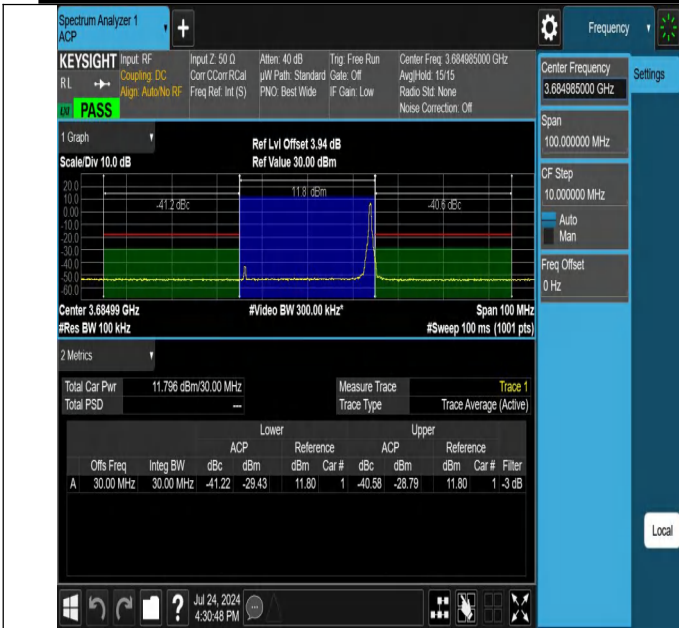 Spectrum Analyzer 1
ACP
+
Frequency
KEYSIGHT
RL
PASS
Input: RF
Coupling: DC
Align: Auto/No RF
Input Z: 50 Ω
Corr CCorr RCal
Freq Ref: Int (S)
Atten: 40 dB
µW Path: Standard
PNO: Best Wide
Trig: Free Run
Gate: Off
IF Gain: Low
Center Freq: 3.684985000 GHz
Avg|Hold: 15/15
Radio Std: None
Noise Correction: Off
Center Frequency
3.684985000 GHz
Settings
Span
100.000000 MHz
CF Step
10.000000 MHz
Auto
Man
Freq Offset
0 Hz
1 Graph
Scale/Div 10.0 dB
Ref Lvl Offset 3.94 dB
Ref Value 30.00 dBm
20.0
10.0
0.00
-10.0
-20.0
-30.0
-40.0
-50.0
-60.0
-41.2 dBc
11.8 dBm
-40.6 dBc
Center 3.68499 GHz
#Video BW 300.00 kHz*
Span 100 MHz
#Res BW 100 kHz
#Sweep 100 ms (1001 pts)
2 Metrics
Total Car Pwr 11.796 dBm/30.00 MHz
Total PSD ---
Measure Trace Trace 1
Trace Type Trace Average (Active)
Lower Upper
ACP Reference ACP Reference
Offs Freq Integ BW dBc dBm dBm Car # dBc dBm dBm Car # Filter
A 30.00 MHz 30.00 MHz -41.22 -29.43 11.80 1 -40.58 -28.79 11.80 1 -3 dB
Local
?
Jul 24, 2024
4:30:48 PM